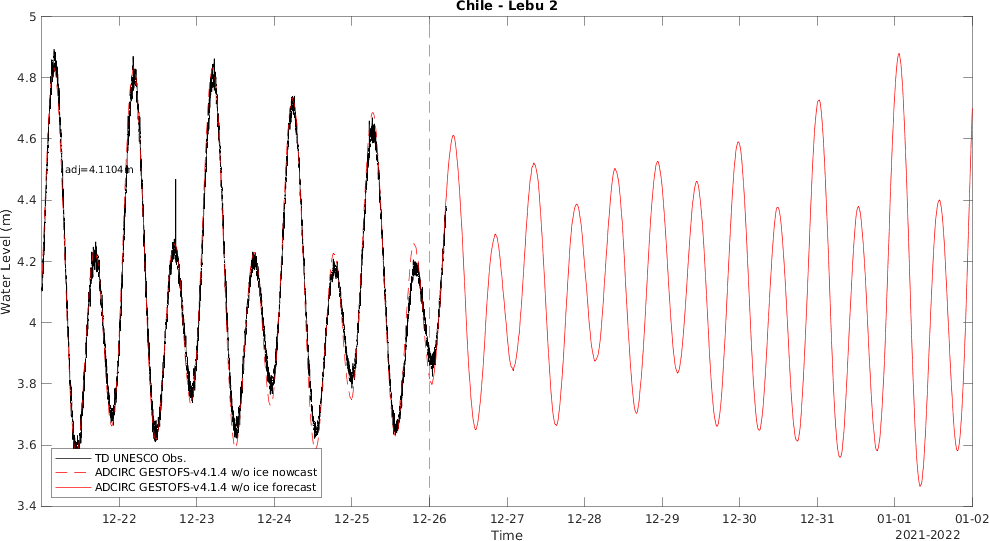 Chile - Lebu 2
5
4.8
4.6
adj=4.1104m
4.4
4.2
4
3.8
3.6
3.4
Water Level (m)
TD UNESCO Obs.
ADCIRC GESTOFS-v4.1.4 w/o ice nowcast
ADCIRC GESTOFS-v4.1.4 w/o ice forecast
12-22 12-23 12-24 12-25 12-26 12-27 12-28 12-29 12-30 12-31 01-01 01-02
Time
2021-2022